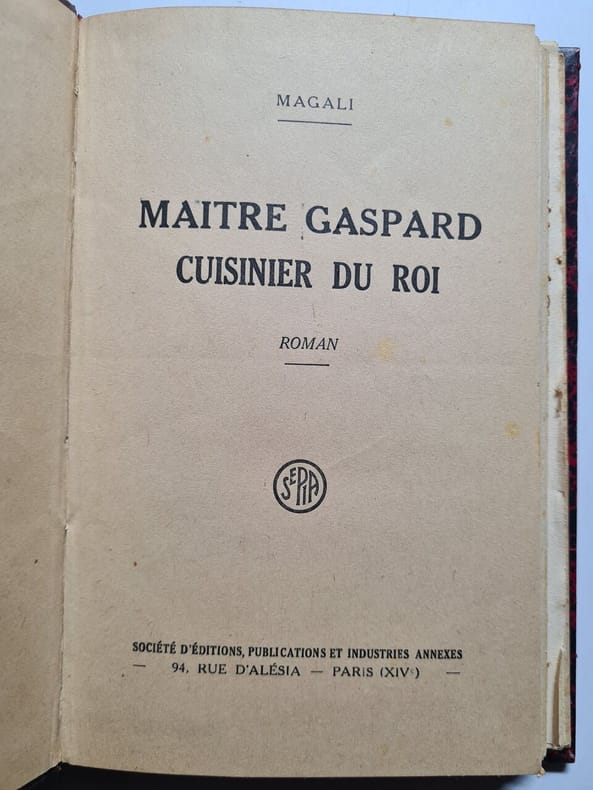 MAGALI
MAITRE GASPARD
CUISINIER DU ROI
ROMAN
SEPIA
SOCIÉTÉ D'ÉDITIONS, PUBLICATIONS ET INDUSTRIES ANNEXES
— 94, RUE D'ALÉSIA — PARIS (XIVᵉ) —